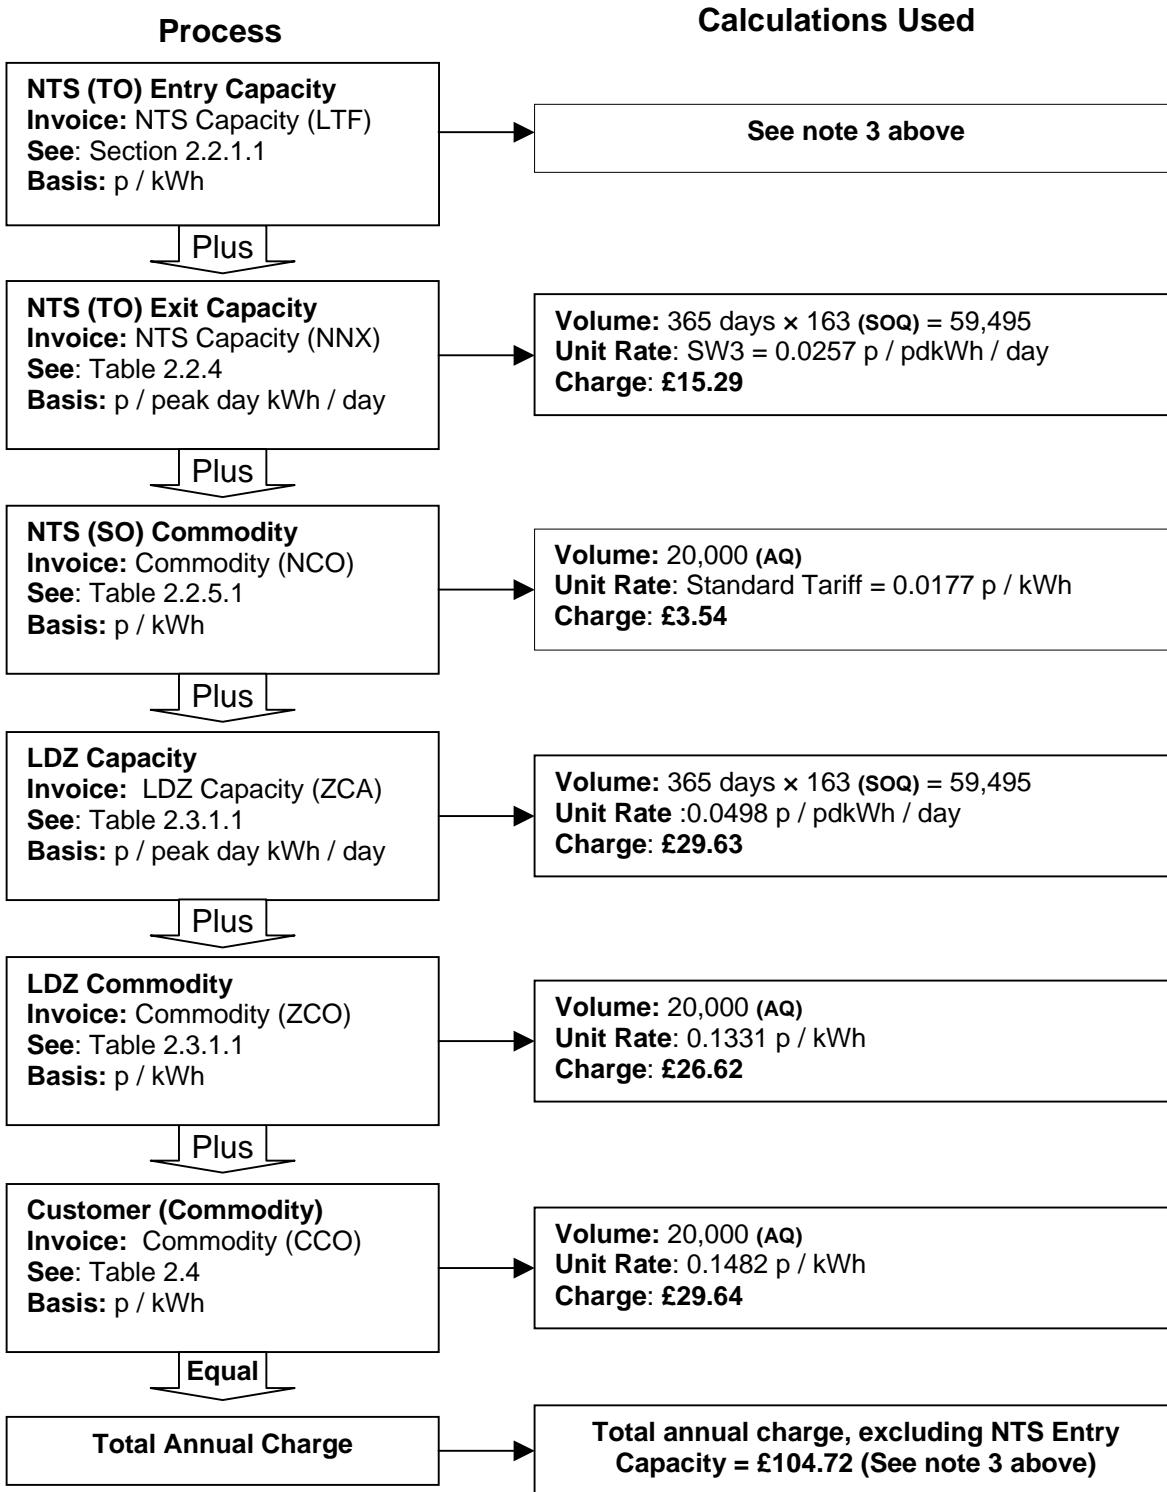 Process
Calculations Used
NTS (TO) Entry Capacity
Invoice: NTS Capacity (LTF)
See: Section 2.2.1.1
Basis: p / kWh
See note 3 above
Plus
NTS (TO) Exit Capacity
Invoice: NTS Capacity (NNX)
See: Table 2.2.4
Basis: p / peak day kWh / day
Volume: 365 days × 163 (SOQ) = 59,495
Unit Rate: SW3 = 0.0257 p / pdkWh / day
Charge: £15.29
Plus
NTS (SO) Commodity
Invoice: Commodity (NCO)
See: Table 2.2.5.1
Basis: p / kWh
Volume: 20,000 (AQ)
Unit Rate: Standard Tariff = 0.0177 p / kWh
Charge: £3.54
Plus
LDZ Capacity
Invoice: LDZ Capacity (ZCA)
See: Table 2.3.1.1
Basis: p / peak day kWh / day
Volume: 365 days × 163 (SOQ) = 59,495
Unit Rate :0.0498 p / pdkWh / day
Charge: £29.63
Plus
LDZ Commodity
Invoice: Commodity (ZCO)
See: Table 2.3.1.1
Basis: p / kWh
Volume: 20,000 (AQ)
Unit Rate: 0.1331 p / kWh
Charge: £26.62
Plus
Customer (Commodity)
Invoice: Commodity (CCO)
See: Table 2.4
Basis: p / kWh
Volume: 20,000 (AQ)
Unit Rate: 0.1482 p / kWh
Charge: £29.64
Equal
Total Annual Charge
Total annual charge, excluding NTS Entry
Capacity = £104.72 (See note 3 above)